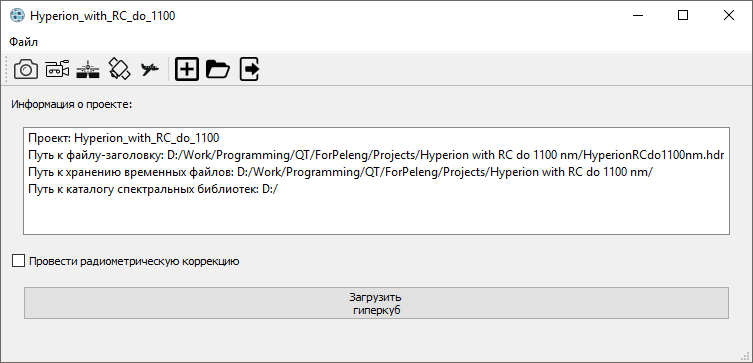 Hyperion_with_RC_do_1100
Файл
Информация о проекте:
Проект: Hyperion_with_RC_do_1100
Путь к файлу-заголовку: D:/Work/Programming/QT/ForPeleng/Projects/Hyperion with RC do 1100 nm/HyperionRCdo1100nm.hdr
Путь к хранению временных файлов: D:/Work/Programming/QT/ForPeleng/Projects/Hyperion with RC do 1100 nm/
Путь к каталогу спектральных библиотек: D:/
Провести радиометрическую коррекцию
Загрузить
гиперкуб